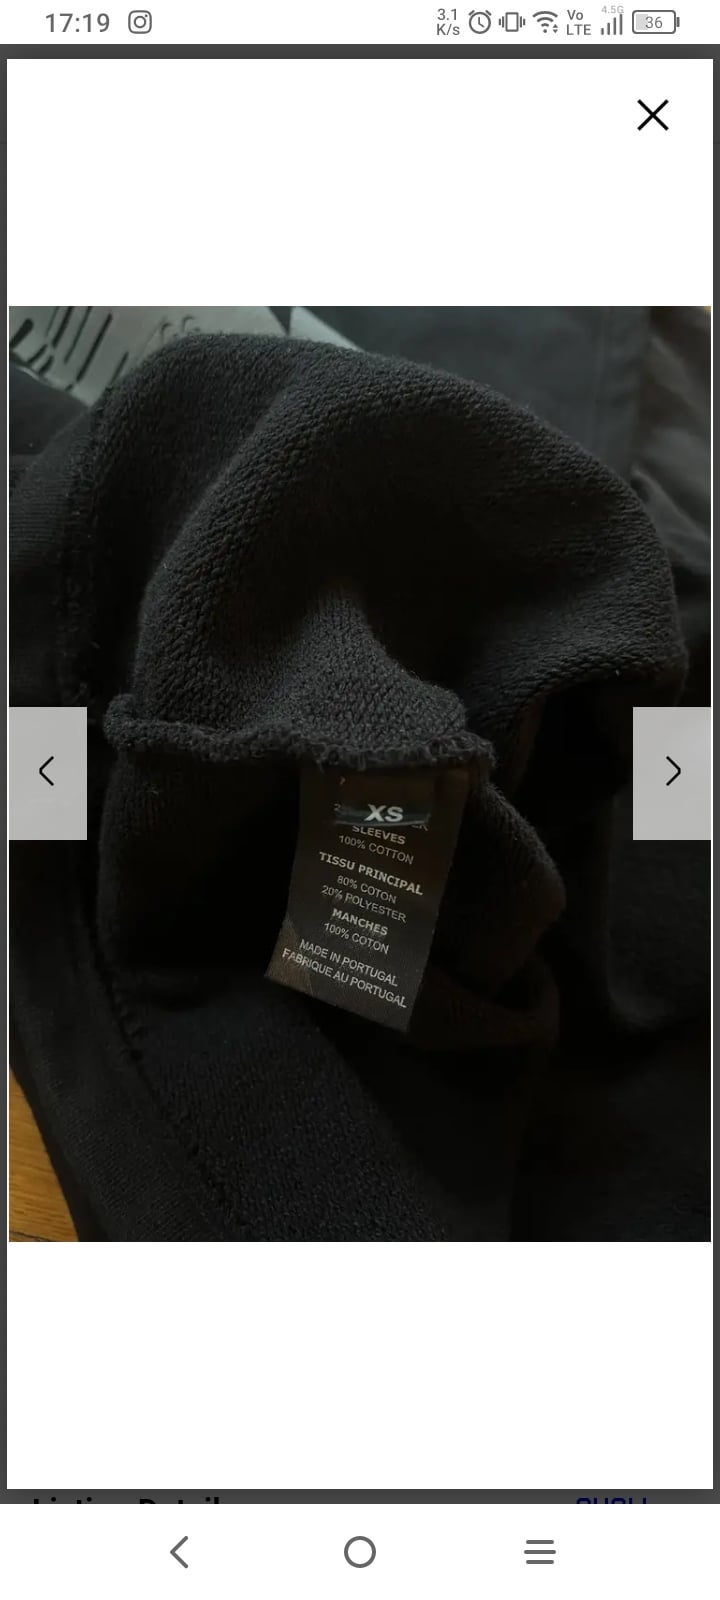 17:19
3.1
K/s
Vo
LTE
4.5G
36
XS
SLEEVES
100% COTTON
TISSU PRINCIPAL
80% COTON
20% POLYESTER
MANCHES
100% COTON
MADE IN PORTUGAL
FABRIQUE AU PORTUGAL